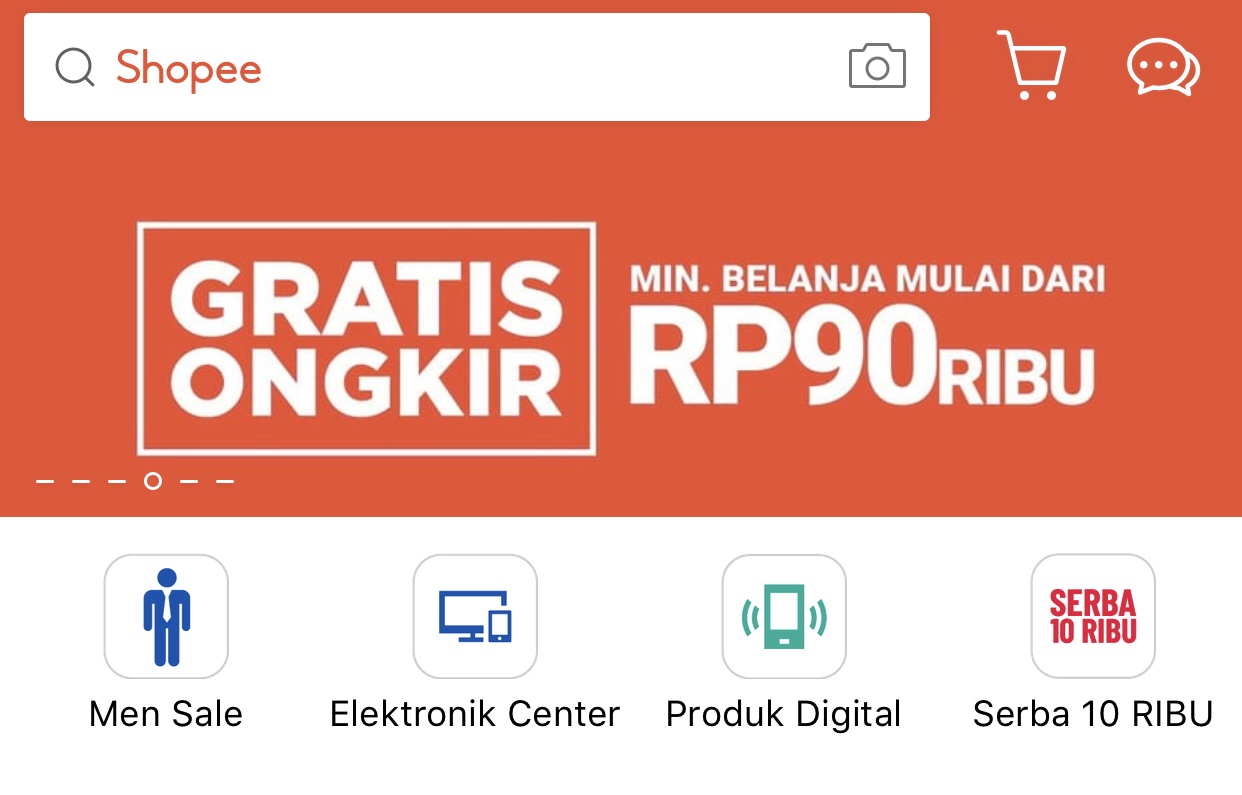 Shopee
GRATIS
ONGKIR
MIN. BELANJA MULAI DARI
RP90RIBU
SERBA
10 RIBU
Men Sale
Elektronik Center
Produk Digital
Serba 10 RIBU